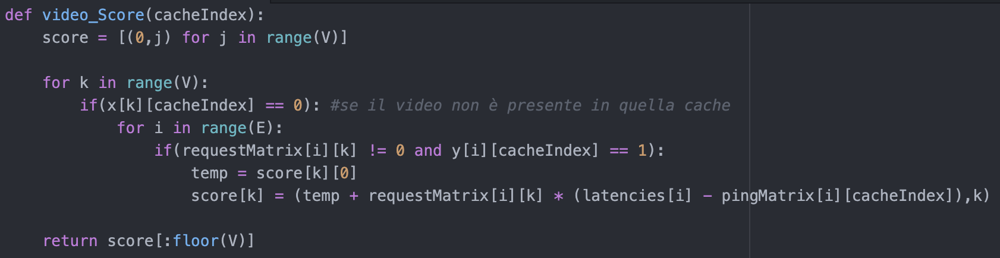 def video_Score(cacheIndex):
    score = [(0,j) for j in range(V)]

    for k in range(V):
        if(x[k][cacheIndex] == 0): #se il video non è presente in quella cache
            for i in range(E):
                if(requestMatrix[i][k] != 0 and y[i][cacheIndex] == 1):
                    temp = score[k][0]
                    score[k] = (temp + requestMatrix[i][k] * (latencies[i] - pingMatrix[i][cacheIndex]),k)

    return score[:floor(V)]